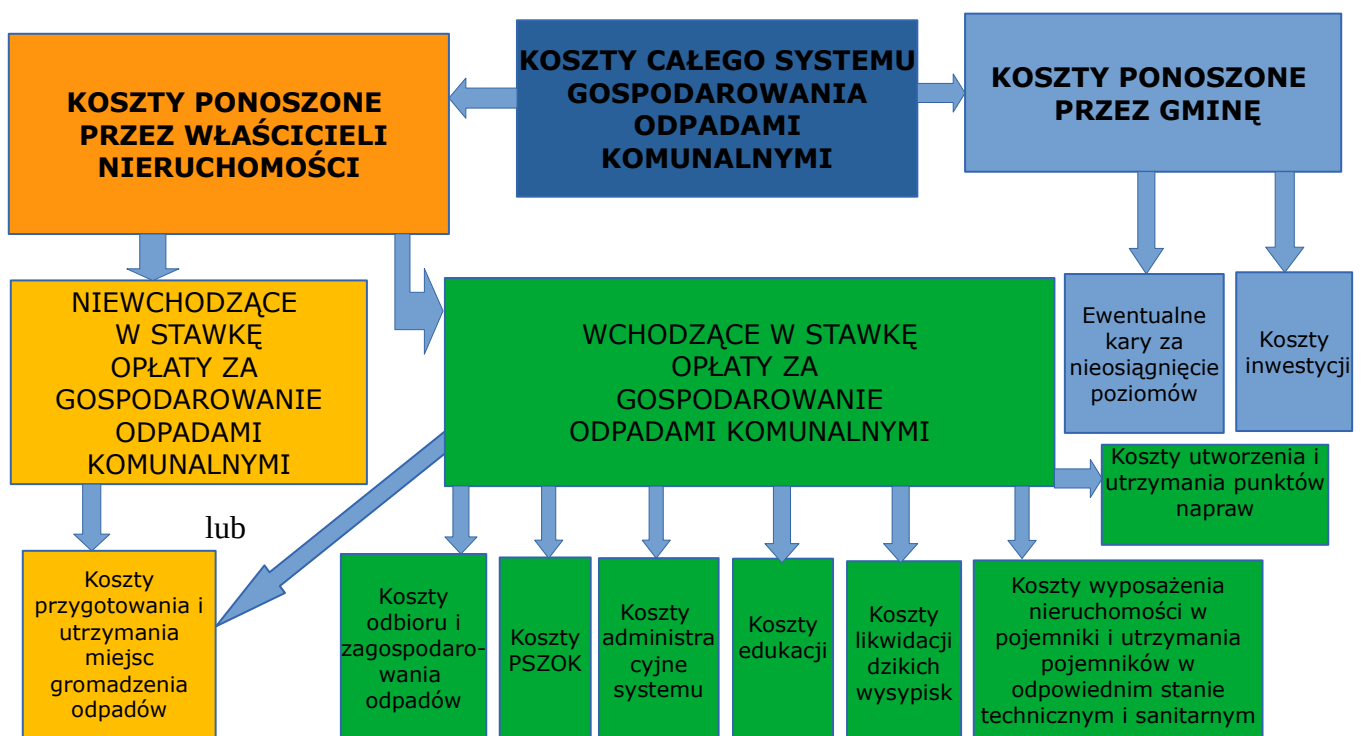 KOSZTY PONOSZONE
PRZEZ WŁAŚCICIELI
NIERUCHOMOŚCI
KOSZTY CAŁEGO SYSTEMU
GOSPODAROWANIA
ODPADAMI
KOMUNALNYMI
KOSZTY PONOSZONE
PRZEZ GMINĘ
NIEWCHODZĄCE
W STAWKĘ
OPŁATY ZA
GOSPODAROWANIE
ODPADAMI
KOMUNALNYMI
WCHODZĄCE W STAWKĘ
OPŁATY ZA
GOSPODAROWANIE
ODPADAMI KOMUNALNYMI
Ewentualne
kary za
nieosiągnięcie
poziomów
Koszty
inwestycji
Koszty utworzenia i
utrzymania punktów
napraw
lub
Koszty
przygotowania i
utrzymania
miejsc
gromadzenia
odpadów
Koszty
odbioru i
zagospodaro-
wania
odpadów
Koszty
PSZOK
Koszty
administra
cyjne
systemu
Koszty
edukacji
Koszty
likwidacji
dzikich
wysypisk
Koszty wyposażenia
nieruchomości w
pojemniki i utrzymania
pojemników w
odpowiednim stanie
technicznym i sanitarnym